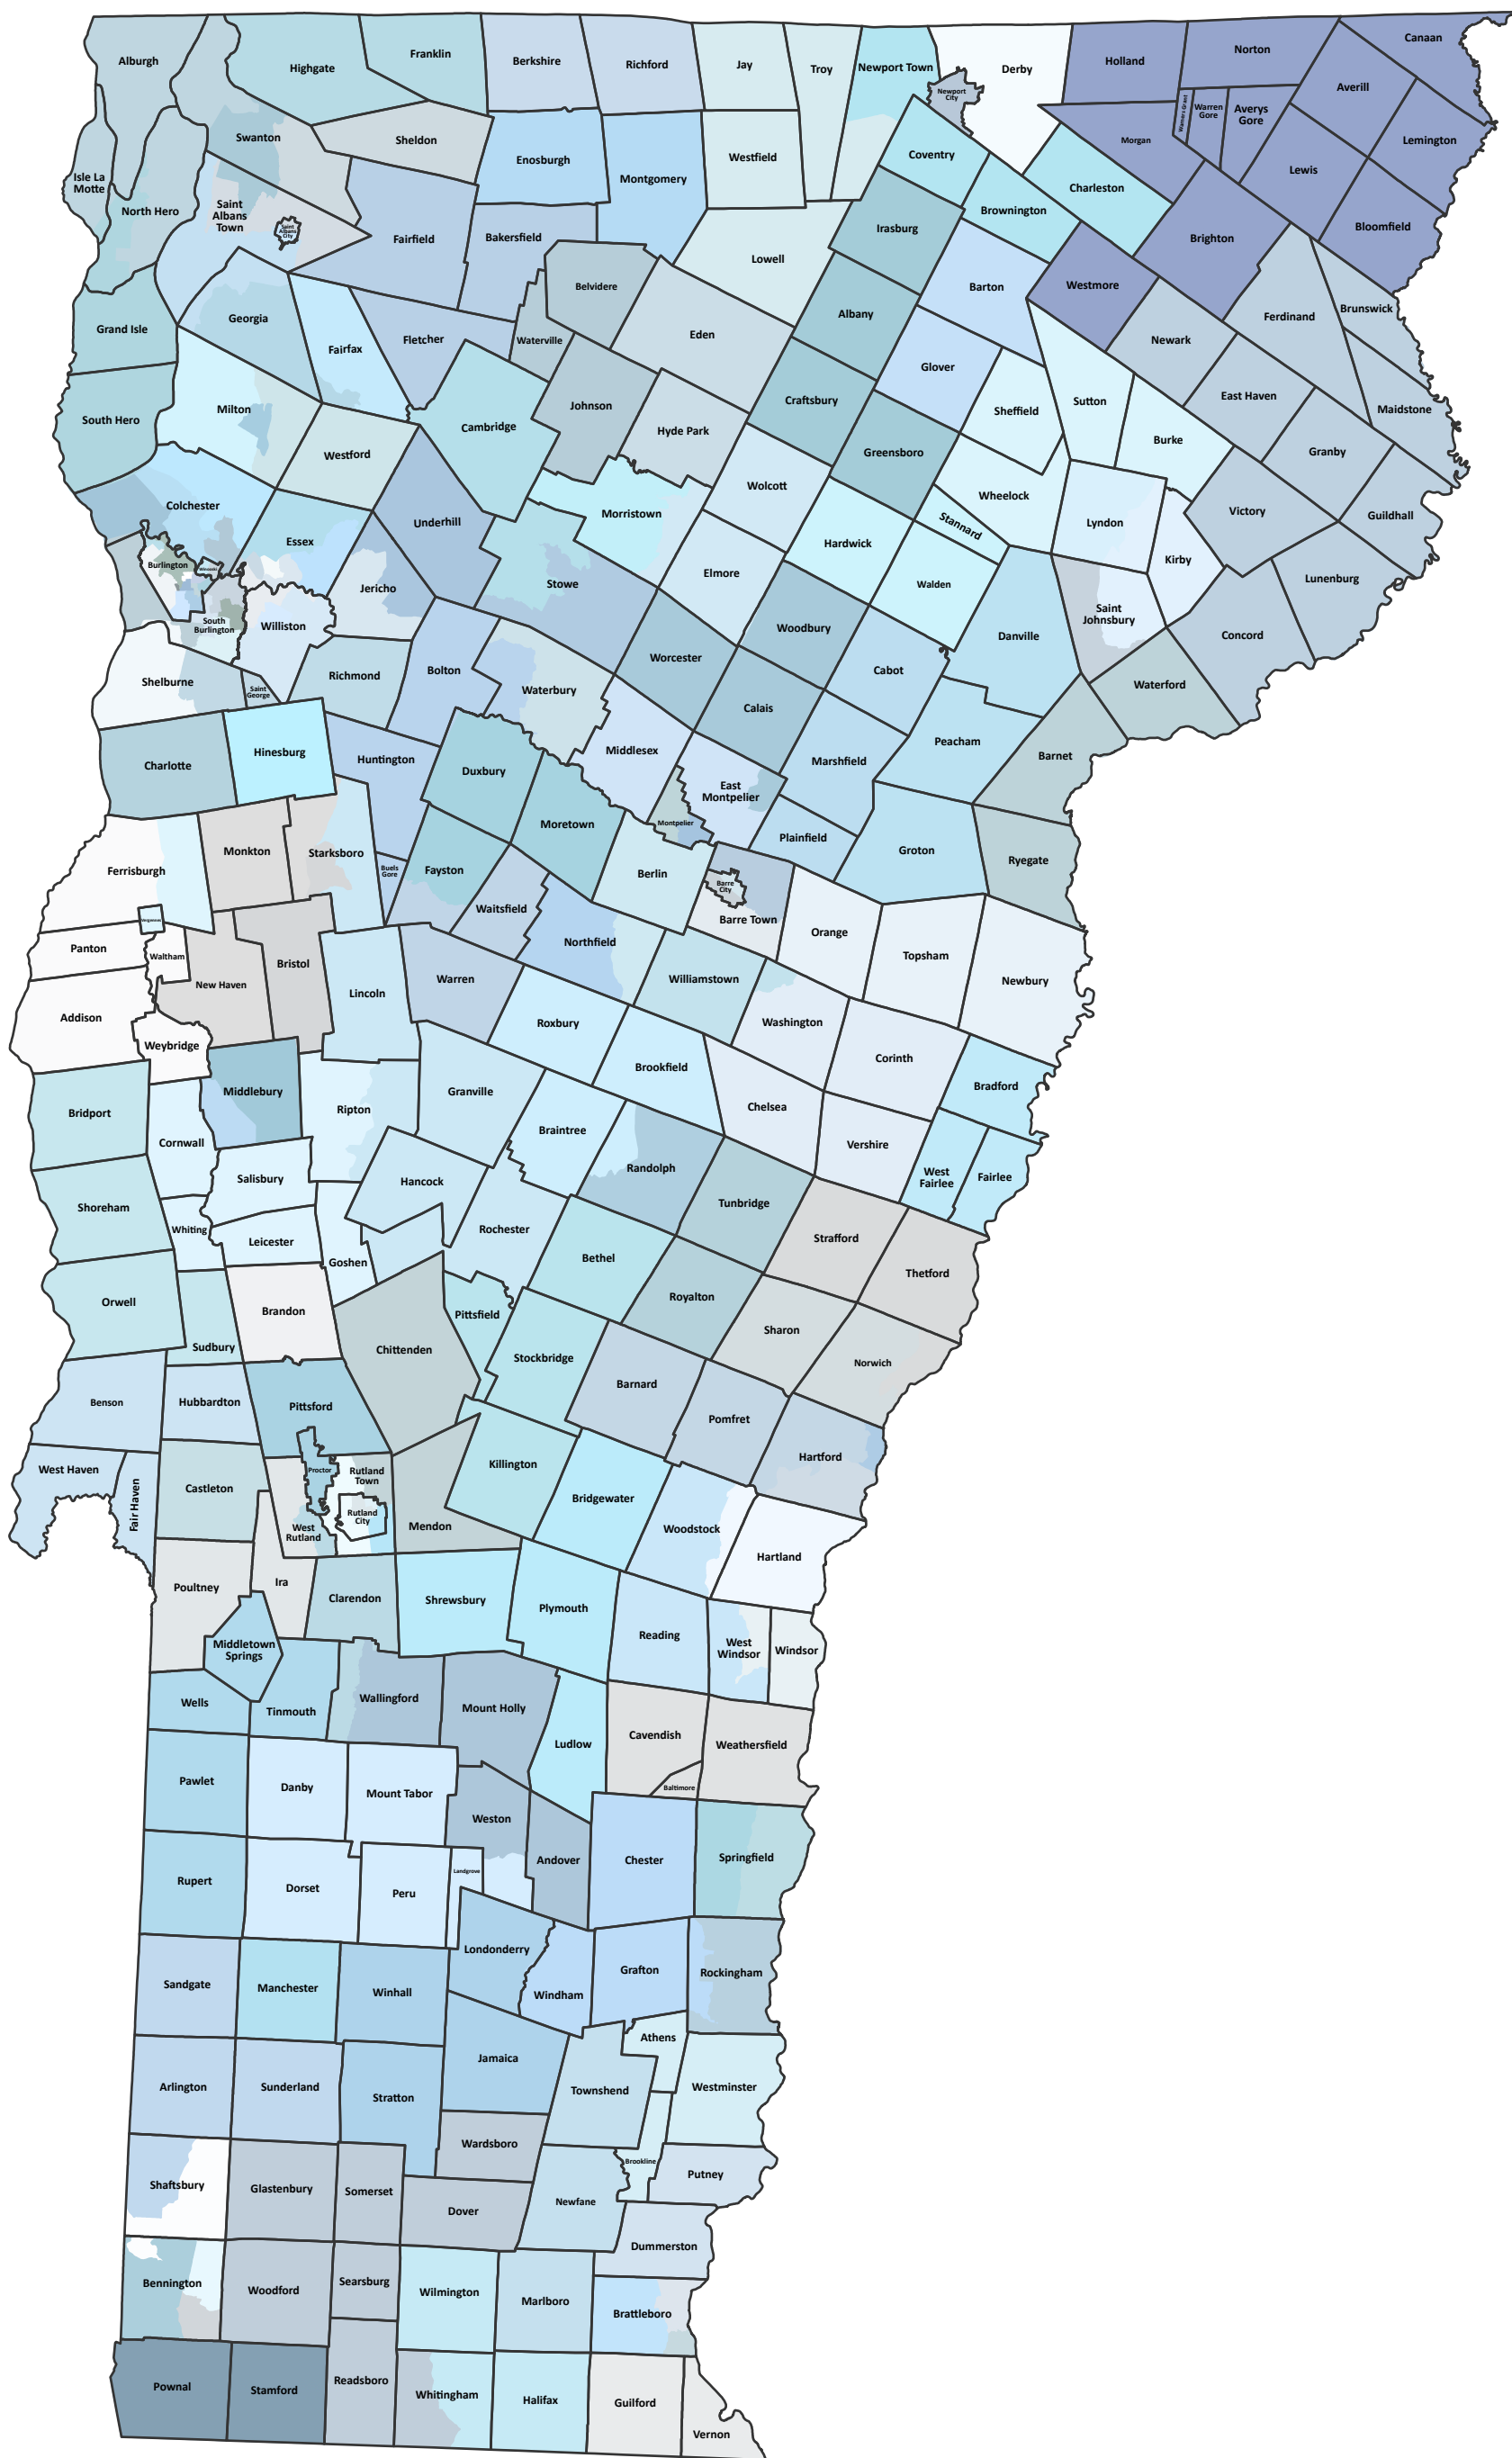 Alburgh
Highgate
Franklin
Berkshire
Richford
Jay
Troy
Newport Town
Derby
Holland
Norton
Canaan
Newport
City
Averill
Warners Grant
Warren
Gore
Averys
Gore
Swanton
Sheldon
Enosburgh
Montgomery
Westfield
Coventry
Morgan
Lemington
Isle La
Motte
North Hero
Saint
Albans
Town
Saint
Albans
City
Fairfield
Bakersfield
Lowell
Irasburg
Brownington
Charleston
Lewis
Brighton
Bloomfield
Grand Isle
Georgia
Fairfax
Fletcher
Waterville
Belvidere
Eden
Albany
Barton
Westmore
Newark
Ferdinand
Brunswick
South Hero
Milton
Westford
Cambridge
Johnson
Hyde Park
Craftsbury
Glover
Sheffield
Sutton
Burke
East Haven
Maidstone
Granby
Colchester
Essex
Underhill
Morristown
Wolcott
Greensboro
Wheelock
Stannard
Lyndon
Kirby
Victory
Guildhall
Burlington
Winooski
South
Burlington
Williston
Jericho
Stowe
Elmore
Hardwick
Walden
Danville
Saint
Johnsbury
Concord
Lunenburg
Shelburne
Saint
George
Richmond
Bolton
Waterbury
Worcester
Woodbury
Cabot
Waterford
Charlotte
Hinesburg
Huntington
Duxbury
Middlesex
Calais
Marshfield
Peacham
Barnet
East
Montpelier
Montpelier
Moretown
Plainfield
Groton
Ryegate
Ferrisburgh
Monkton
Starksboro
Buels
Gore
Fayston
Waitsfield
Berlin
Barre
City
Barre Town
Vergennes
Panton
Waltham
New Haven
Bristol
Lincoln
Warren
Northfield
Williamstown
Orange
Topsham
Newbury
Addison
Weybridge
Roxbury
Brookfield
Washington
Corinth
Bradford
Bridport
Cornwall
Middlebury
Ripton
Granville
Braintree
Randolph
Chelsea
Vershire
West
Fairlee
Fairlee
Shoreham
Whiting
Salisbury
Leicester
Goshen
Hancock
Rochester
Bethel
Tunbridge
Strafford
Thetford
Orwell
Sudbury
Brandon
Chittenden
Pittsfield
Stockbridge
Royalton
Sharon
Norwich
Benson
Hubbardton
Pittsford
Barnard
Pomfret
Hartford
West Haven
Fair Haven
Castleton
Proctor
West
Rutland
Rutland
Town
Rutland
City
Mendon
Killington
Bridgewater
Woodstock
Hartland
Poultney
Ira
Clarendon
Shrewsbury
Plymouth
Reading
West
Windsor
Windsor
Middletown
Springs
Wells
Tinmouth
Wallingford
Mount Holly
Ludlow
Cavendish
Weathersfield
Baltimore
Pawlet
Danby
Mount Tabor
Weston
Andover
Chester
Springfield
Rupert
Dorset
Peru
Landgrove
Londonderry
Windham
Grafton
Rockingham
Sandgate
Manchester
Winhall
Jamaica
Athens
Westminster
Townshend
Arlington
Sunderland
Stratton
Wardsboro
Brookline
Putney
Shaftsbury
Glastenbury
Somerset
Dover
Newfane
Dummerston
Bennington
Woodford
Searsburg
Wilmington
Marlboro
Brattleboro
Pownal
Stamford
Readsboro
Whitingham
Halifax
Guilford
Vernon